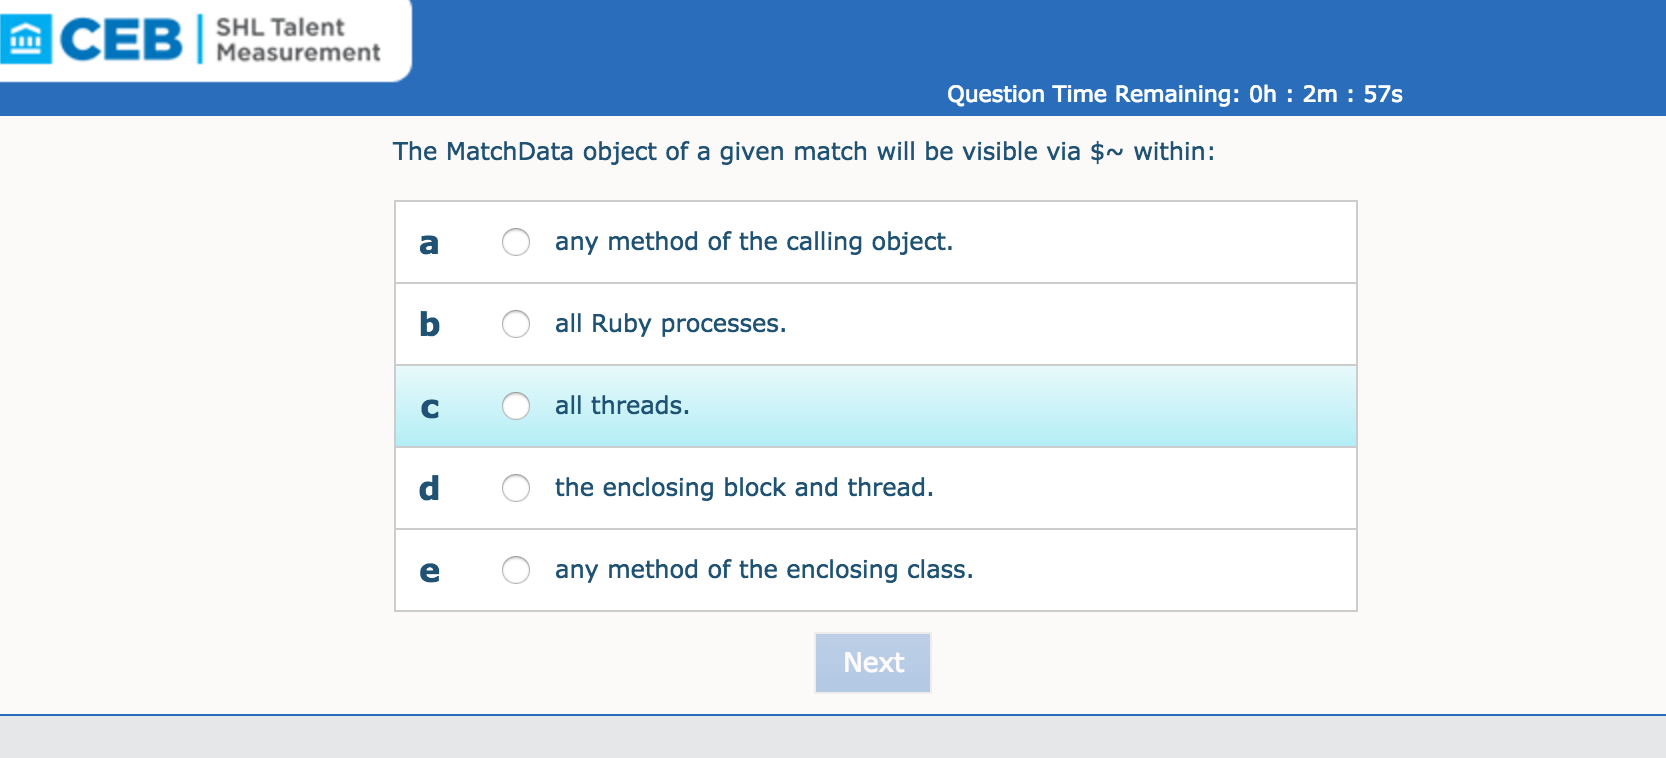 CEB
SHL Talent
Measurement
Question Time Remaining: 0h : 2m : 57s
The MatchData object of a given match will be visible via $~ within:
a any method of the calling object.
b all Ruby processes.
c all threads.
d the enclosing block and thread.
e any method of the enclosing class.
Next